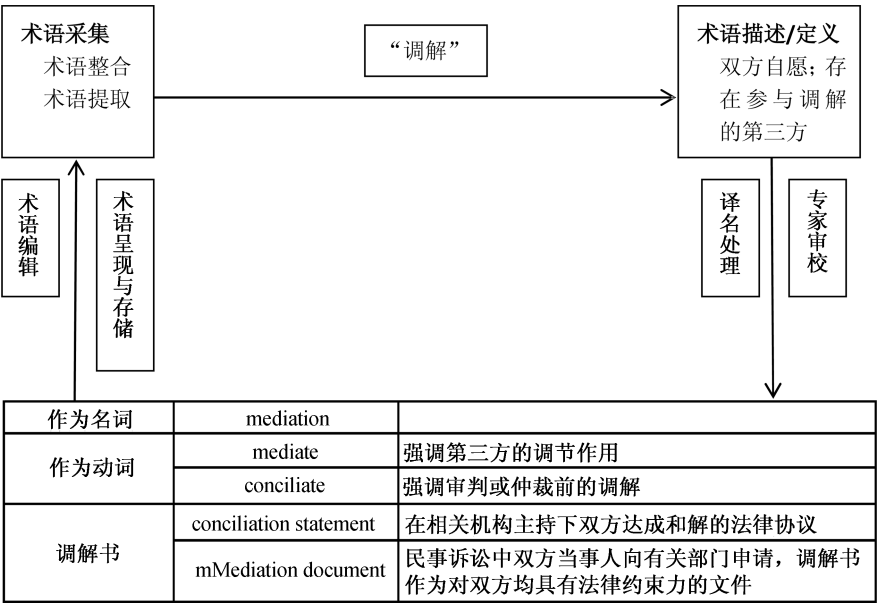 术语采集
术语整合
术语提取
“调解”
术语描述/定义
双方自愿；存
在参与调解
的第三方
术语编辑
术语呈现与存储
译名处理
专家审校
作为名词 mediation
作为动词 mediate 强调第三方的调节作用
conciliate 强调审判或仲裁前的调解
调解书 conciliation statement 在相关机构主持下双方达成和解的法律协议
mMediation document 民事诉讼中双方当事人向有关部门申请，调解书
作为对双方均具有法律约束力的文件